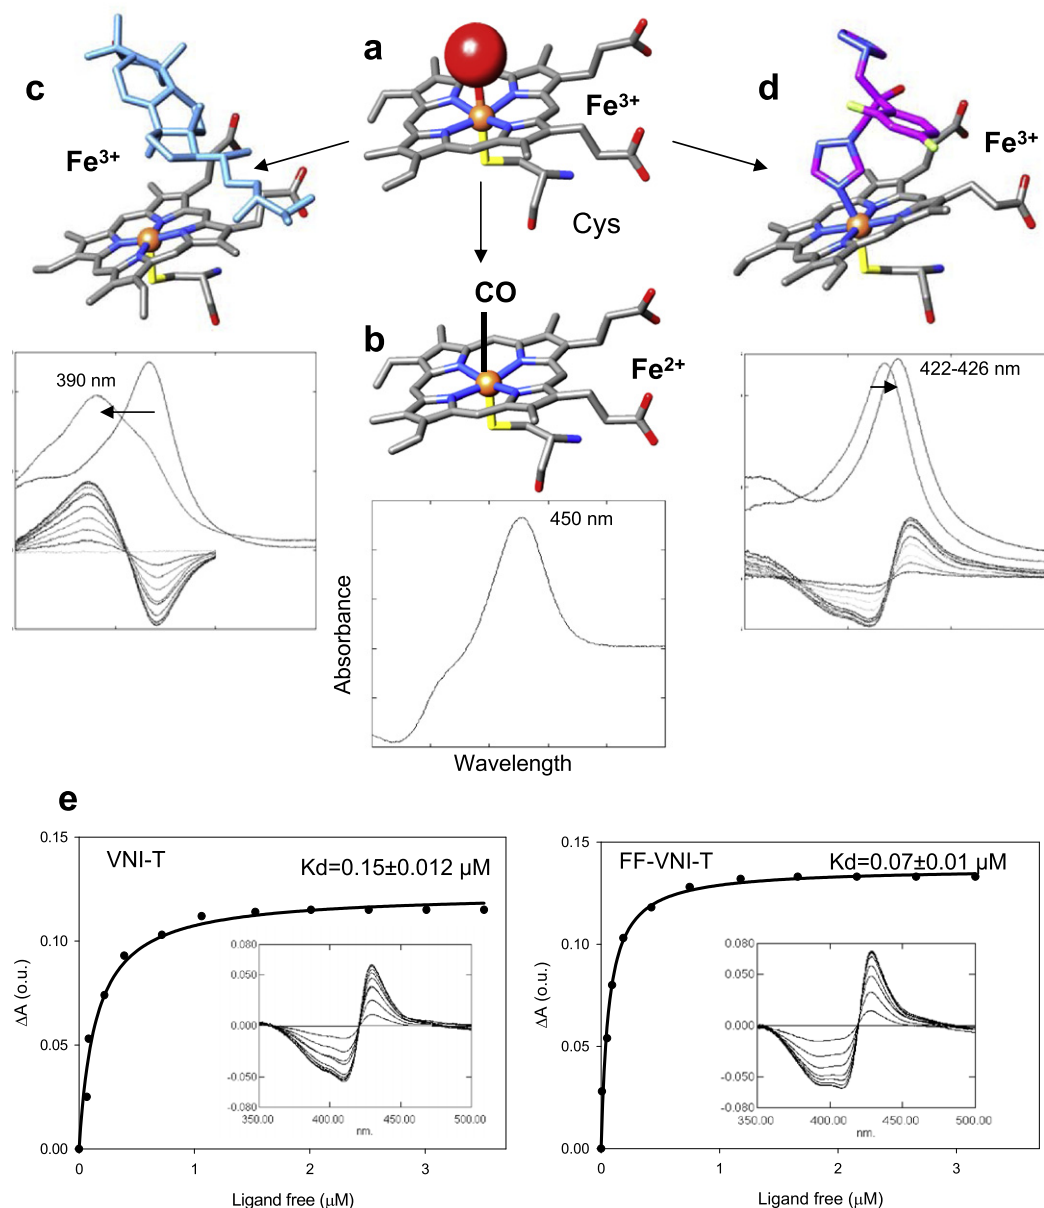 c
a
d
Fe3+
Fe3+
Fe3+
Cys
CO
b
Fe2+
390 nm
422-426 nm
450 nm
Absorbance
Wavelength
e
VNI-T
Kd=0.15±0.012 µM
0.15
0.10
0.05
0.00
ΔA (o.u.)
0 1 2 3
Ligand free (µM)
0.080
0.050
0.000
-0.050
-0.080
350.00 400.00 450.00 500.00
nm.
FF-VNI-T
Kd=0.07±0.01 µM
0.15
0.10
0.05
0.00
ΔA (o.u.)
0 1 2 3
Ligand free (µM)
0.080
0.050
0.000
-0.050
-0.080
350.00 400.00 450.00 500.00
nm.